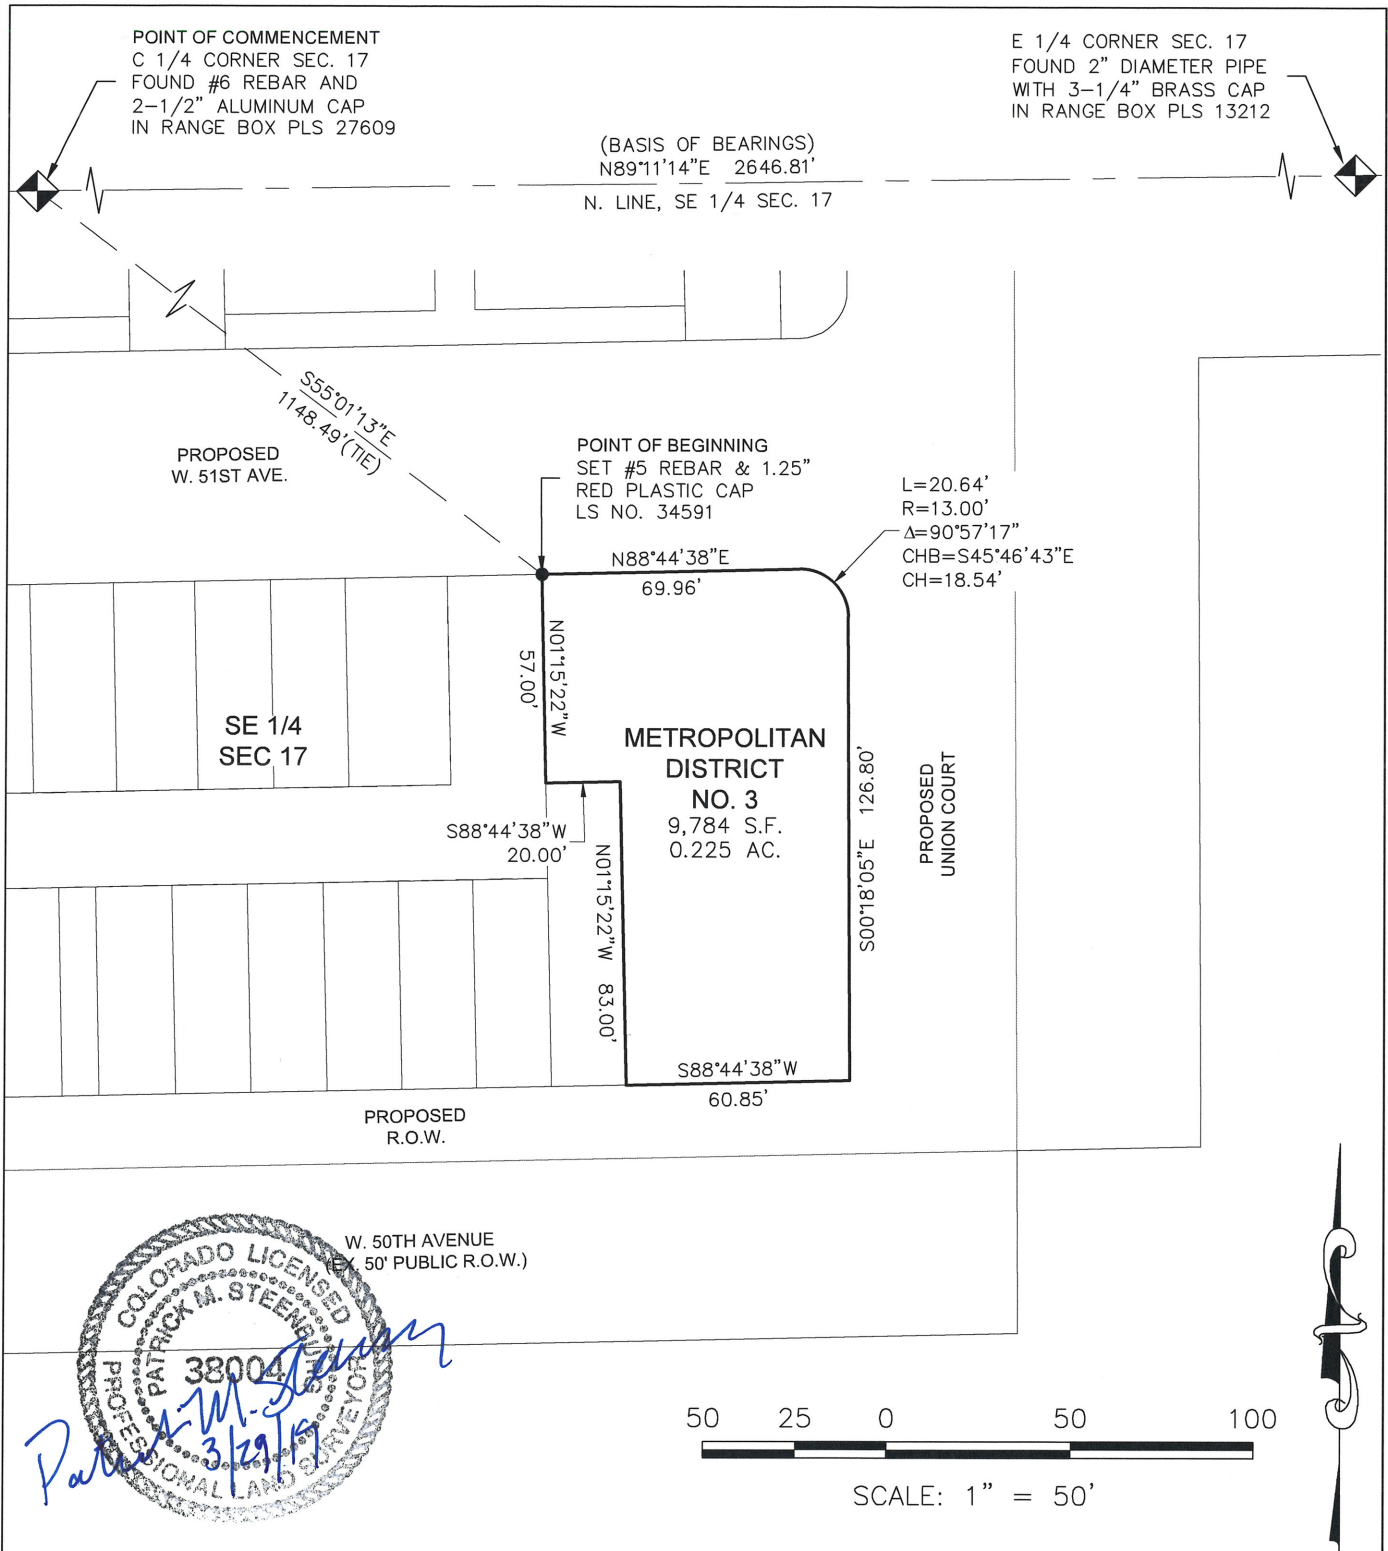 POINT OF COMMENCEMENT
C 1/4 CORNER SEC. 17
FOUND #6 REBAR AND
2-1/2" ALUMINUM CAP
IN RANGE BOX PLS 27609
E 1/4 CORNER SEC. 17
FOUND 2" DIAMETER PIPE
WITH 3-1/4" BRASS CAP
IN RANGE BOX PLS 13212
(BASIS OF BEARINGS)
N89°11'14"E 2646.81'
N. LINE, SE 1/4 SEC. 17
S55°01'13"E
1148.49'(TIE)
PROPOSED
W. 51ST AVE.
POINT OF BEGINNING
SET #5 REBAR & 1.25"
RED PLASTIC CAP
LS NO. 34591
L=20.64'
R=13.00'
Δ=90°57'17"
CHB=S45°46'43"E
CH=18.54'
N88°44'38"E
69.96'
N01°15'22"W
57.00'
SE 1/4
SEC 17
METROPOLITAN
DISTRICT
NO. 3
9,784 S.F.
0.225 AC.
S00°18'05"E 126.80'
PROPOSED
UNION COURT
S88°44'38"W
20.00'
N01°15'22"W 83.00'
S88°44'38"W
60.85'
PROPOSED
R.O.W.
W. 50TH AVENUE
(EX. 50' PUBLIC R.O.W.)
COLORADO LICENSED
PATRICK M.
38004
PROFESSIONAL LAND SURVEYOR
3/29/19
50 25 0 50 100
SCALE: 1" = 50'